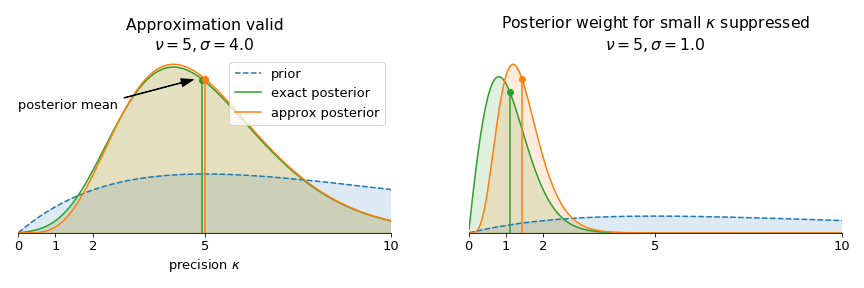 Approximation valid
ν = 5, σ = 4.0
prior
exact posterior
approx posterior
posterior mean
0 1 2 5 10
precision κ
Posterior weight for small κ suppressed
ν = 5, σ = 1.0
0 1 2 5 10